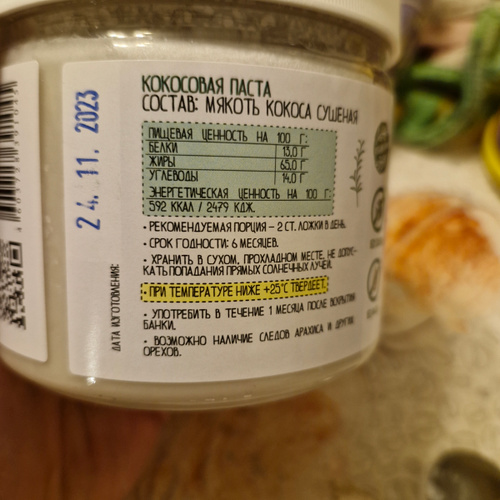 КОКОСОВАЯ ПАСТА
СОСТАВ: МЯКОТЬ КОКОСА СУШЕНАЯ
ПИЩЕВАЯ ЦЕННОСТЬ НА 100 Г:
БЕЛКИ 13,0 Г
ЖИРЫ 65,0 Г
УГЛЕВОДЫ 14,0 Г
ЭНЕРГЕТИЧЕСКАЯ ЦЕННОСТЬ НА 100 Г:
592 ККАЛ / 2479 КДЖ.
• РЕКОМЕНДУЕМАЯ ПОРЦИЯ – 2 СТ. ЛОЖКИ В ДЕНЬ.
• СРОК ГОДНОСТИ: 6 МЕСЯЦЕВ.
• ХРАНИТЬ В СУХОМ, ПРОХЛАДНОМ МЕСТЕ, НЕ ДОПУС-
КАТЬ ПОПАДАНИЯ ПРЯМЫХ СОЛНЕЧНЫХ ЛУЧЕЙ.
• ПРИ ТЕМПЕРАТУРЕ НИЖЕ +25°С ТВЕРДЕЕТ.
• УПОТРЕБИТЬ В ТЕЧЕНИЕ 1 МЕСЯЦА ПОСЛЕ ВСКРЫТИЯ
БАНКИ.
• ВОЗМОЖНО НАЛИЧИЕ СЛЕДОВ АРАХИСА И ДРУГИХ
ОРЕХОВ.
ДАТА ИЗГОТОВЛЕНИЯ:
24. 11. 2023